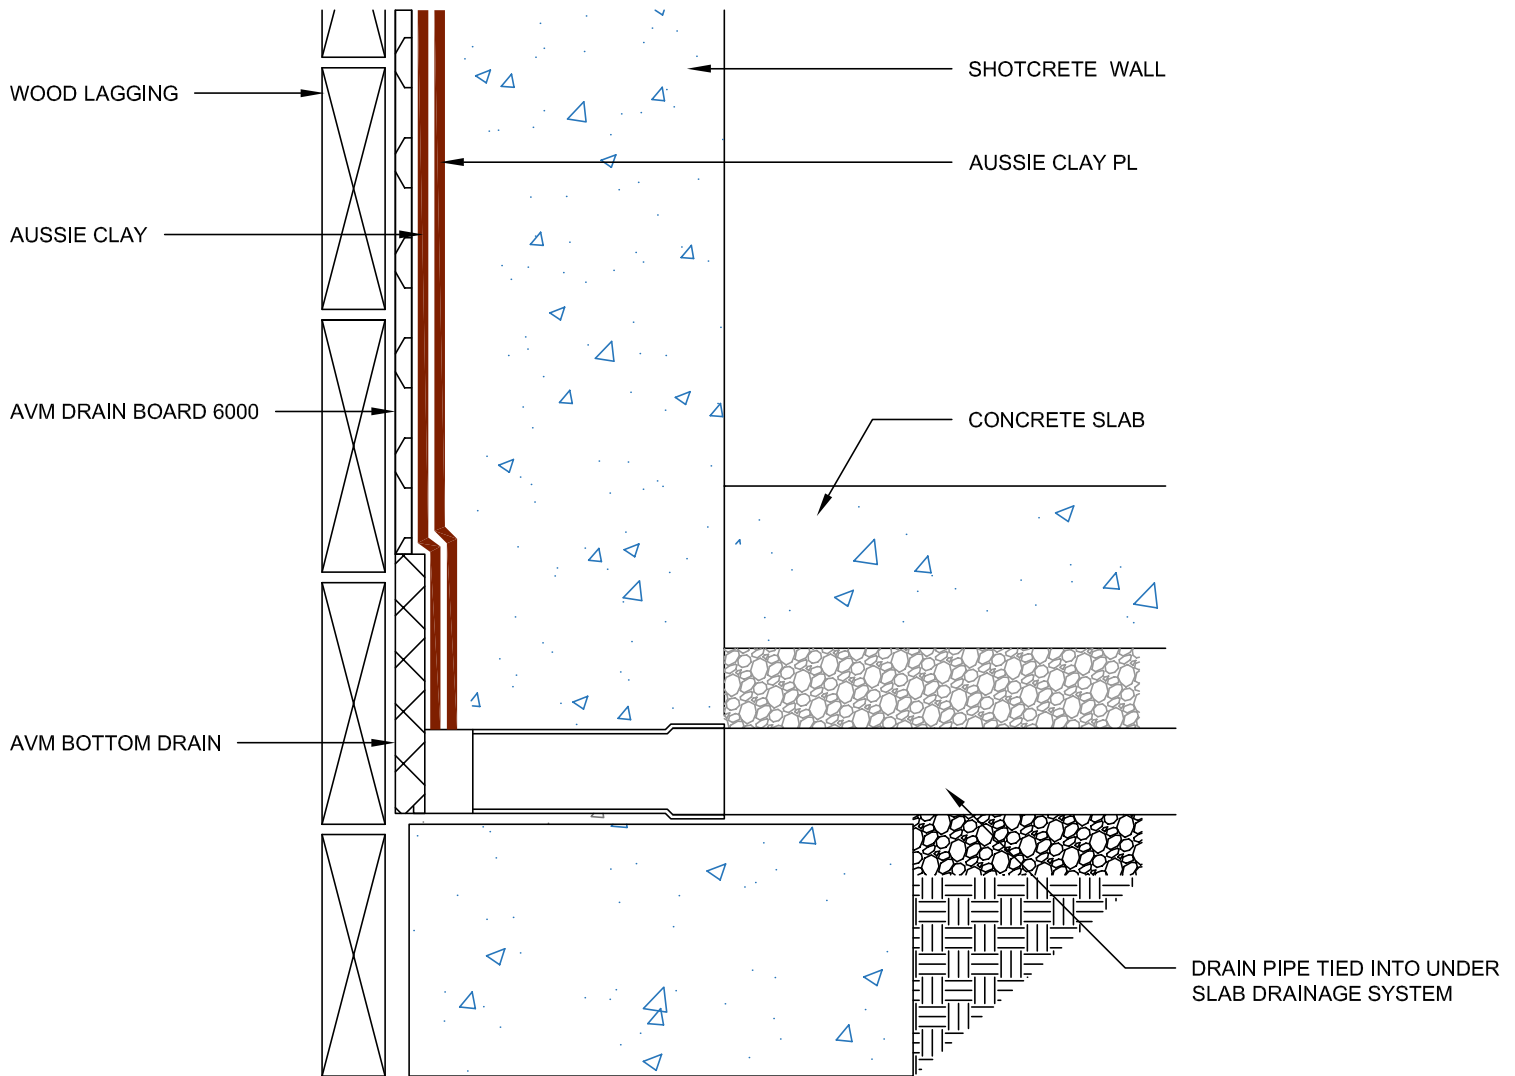 WOOD LAGGING
SHOTCRETE WALL
AUSSIE CLAY PL
AUSSIE CLAY
AVM DRAIN BOARD 6000
CONCRETE SLAB
AVM BOTTOM DRAIN
DRAIN PIPE TIED INTO UNDER
SLAB DRAINAGE SYSTEM